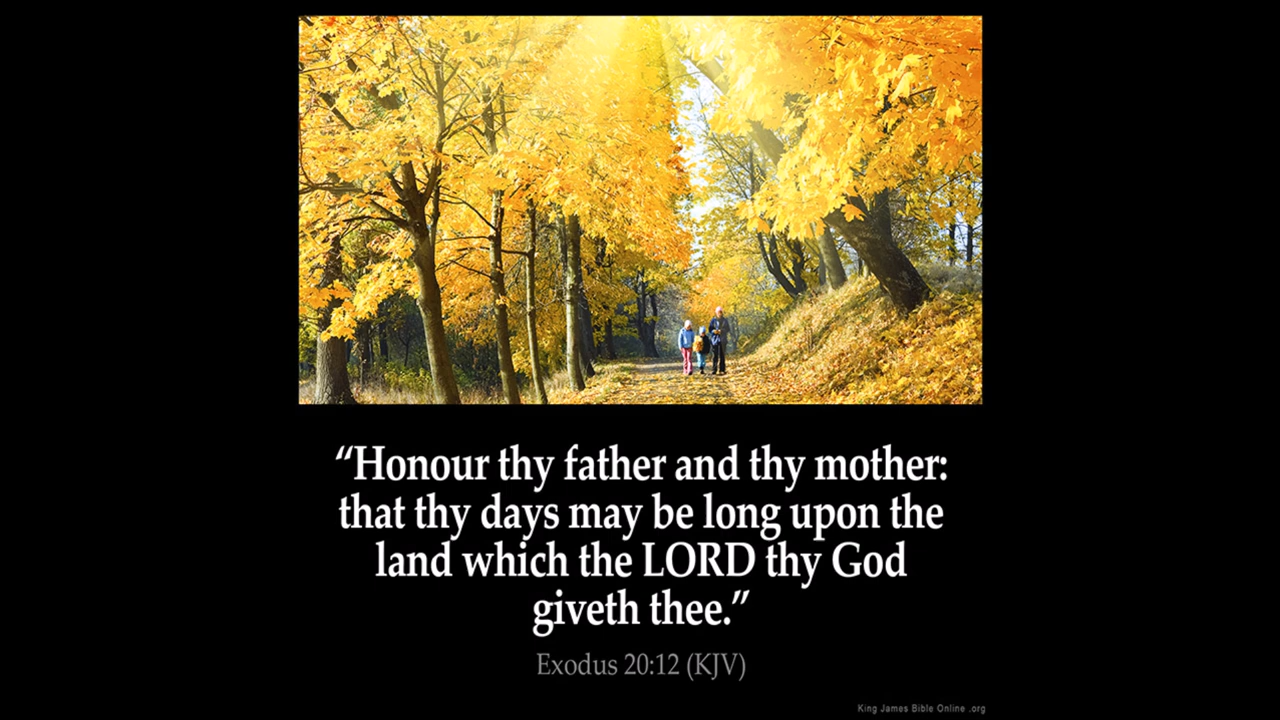 “Honour thy father and thy mother:
that thy days may be long upon the
land which the LORD thy God
giveth thee.”
Exodus 20:12 (KJV)
King James Bible Online .org